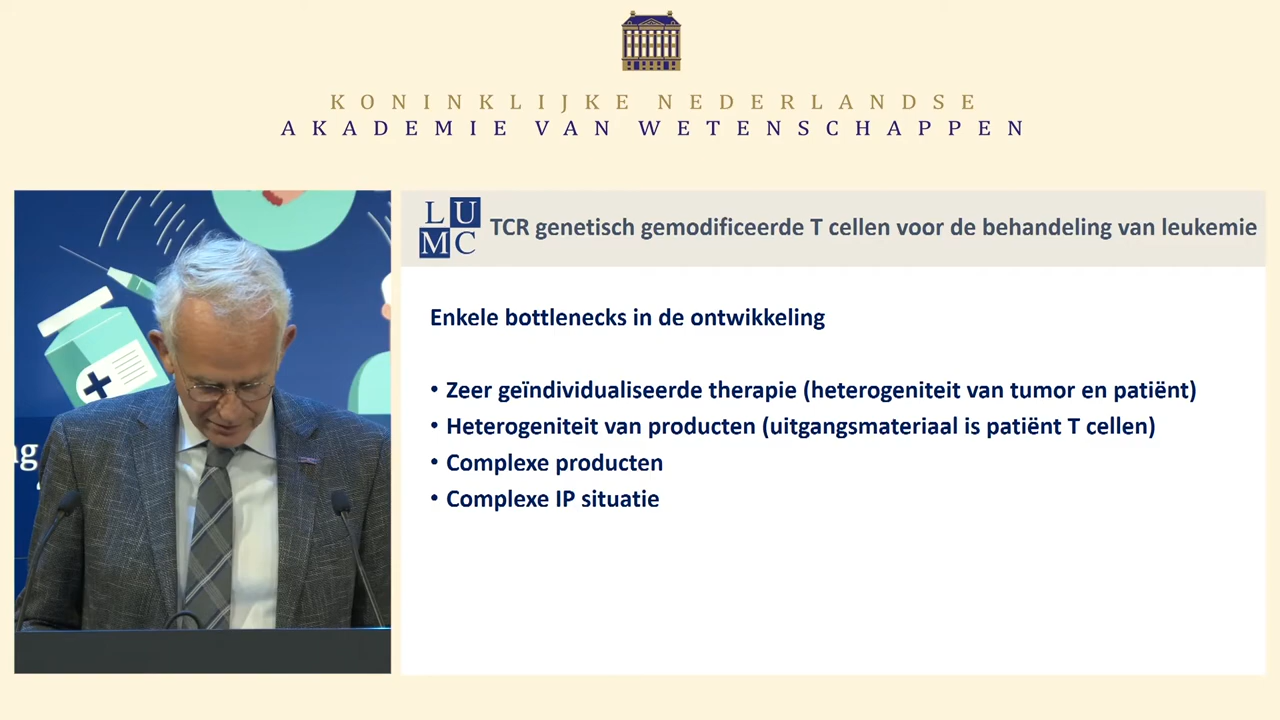 KONINKLIJKE NEDERLANDSE
AKADEMIE VAN WETENSCHAPPEN
LU
MC
TCR genetisch gemodificeerde T cellen voor de behandeling van leukemie
Enkele bottlenecks in de ontwikkeling
• Zeer geïndividualiseerde therapie (heterogeniteit van tumor en patiënt)
• Heterogeniteit van producten (uitgangsmateriaal is patiënt T cellen)
• Complexe producten
• Complexe IP situatie